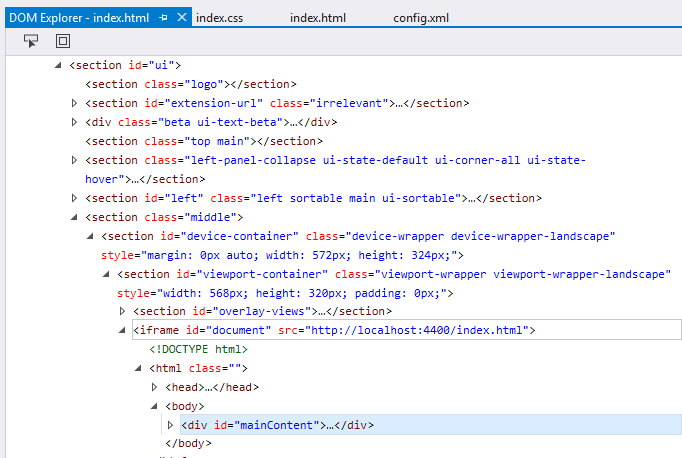 DOM Explorer - index.html index.css index.html config.xml
<section id="ui">
<section class="logo"></section>
<section id="extension-url" class="irrelevant">…</section>
<div class="beta ui-text-beta">…</div>
<section class="top main"></section>
<section class="left-panel-collapse ui-state-default ui-corner-all ui-state-
hover">…</section>
<section id="left" class="left sortable main ui-sortable">…</section>
<section class="middle">
<section id="device-container" class="device-wrapper device-wrapper-landscape"
style="margin: 0px auto; width: 572px; height: 324px;">
<section id="viewport-container" class="viewport-wrapper viewport-wrapper-landscape"
style="width: 568px; height: 320px; padding: 0px;">
<section id="overlay-views">…</section>
<iframe id="document" src="http://localhost:4400/index.html">
<!DOCTYPE html>
<html class="">
<head>…</head>
<body>
<div id="mainContent">…</div>
</body>